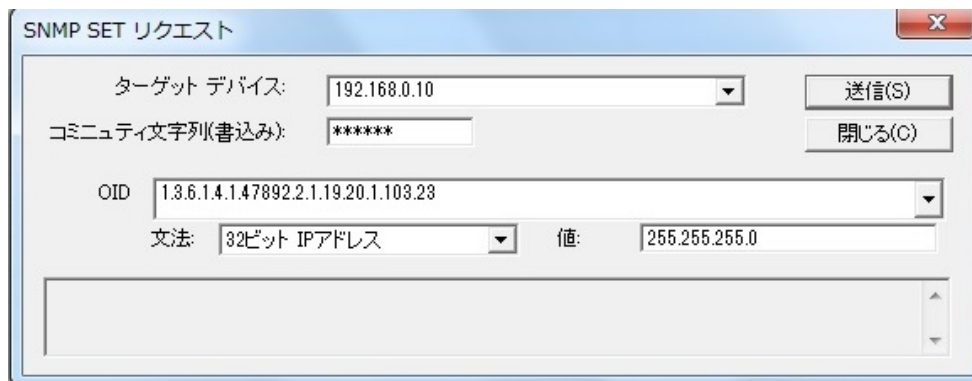 SNMP SET リクエスト
ターゲット デバイス: 192.168.0.10 送信(S)
コミニュティ文字列(書込み): ****** 閉じる(C)
OID 1.3.6.1.4.1.47892.2.1.19.20.1.103.23
文法: 32ビット IPアドレス 値: 255.255.255.0